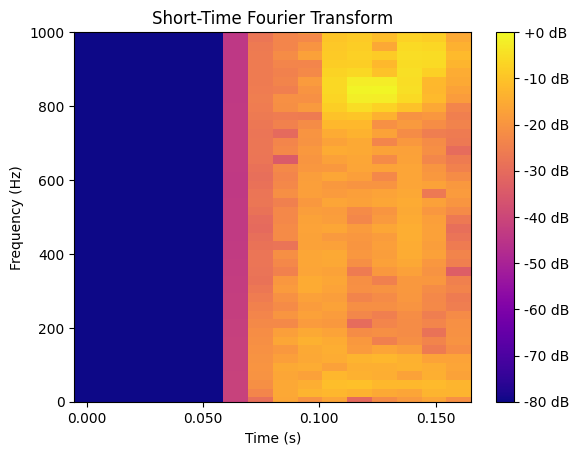 Short-Time Fourier Transform
1000
800
600
400
200
0
Frequency (Hz)
0.000
0.050
0.100
0.150
Time (s)
+0 dB
-10 dB
-20 dB
-30 dB
-40 dB
-50 dB
-60 dB
-70 dB
-80 dB